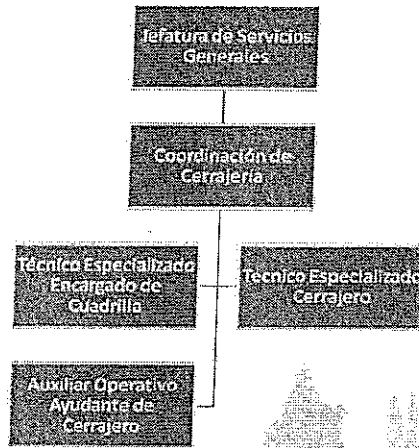 Jefatura de Servicios
Generales
Coordinación de
Cerrajería
Técnico Especializado
Encargado de
Cuadrilla
Técnico Especializado
Cerrajero
Auxiliar Operativo
Ayudante de
Cerrajero